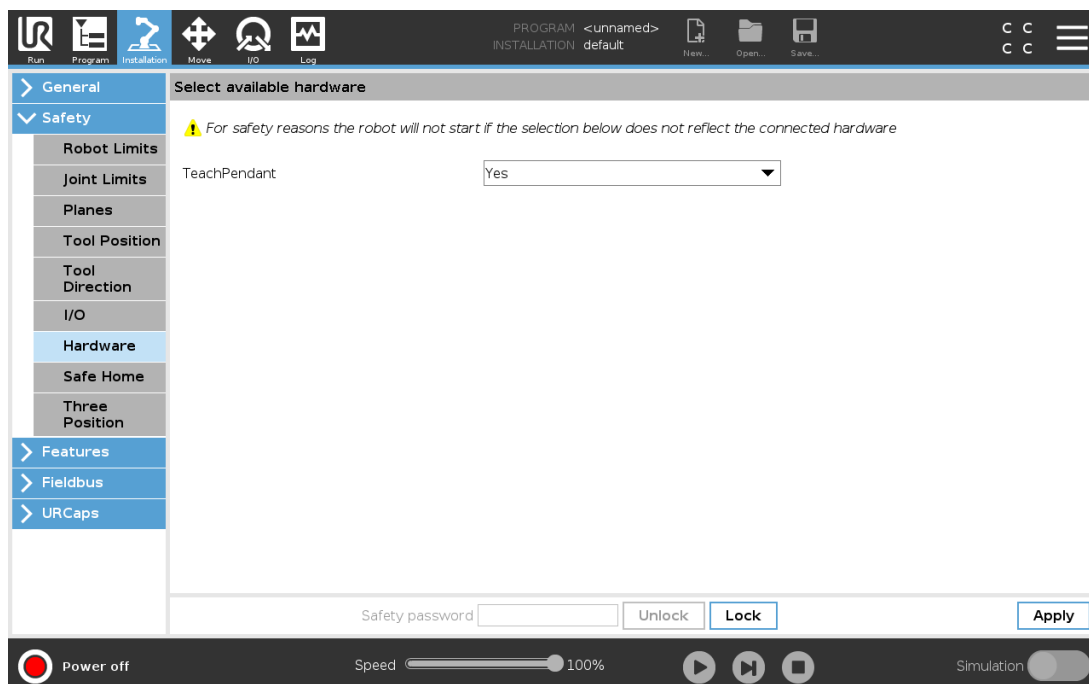 PROGRAM <unnamed>
INSTALLATION default
C C
C C
Run Program Installation Move I/O Log New... Open... Save...
General
Safety
Robot Limits
Joint Limits
Planes
Tool Position
Tool
Direction
I/O
Hardware
Safe Home
Three
Position
Features
Fieldbus
URCaps
Select available hardware
For safety reasons the robot will not start if the selection below does not reflect the connected hardware
TeachPendant Yes
Safety password Unlock Lock Apply
Power off Speed 100% Simulation